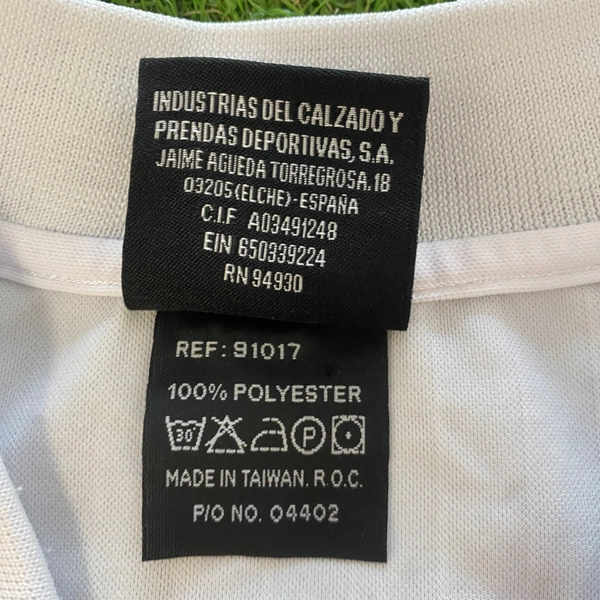 INDUSTRIAS DEL CALZADO Y
PRENDAS DEPORTIVAS, S.A.
JAIME AGUEDA TORREGROSA, 18
03205 (ELCHE) - ESPAÑA
C.I.F A03491248
EIN 650339224
RN 94930
REF: 91017
100% POLYESTER
30° P
MADE IN TAIWAN. R.O.C.
P/O NO. 04402